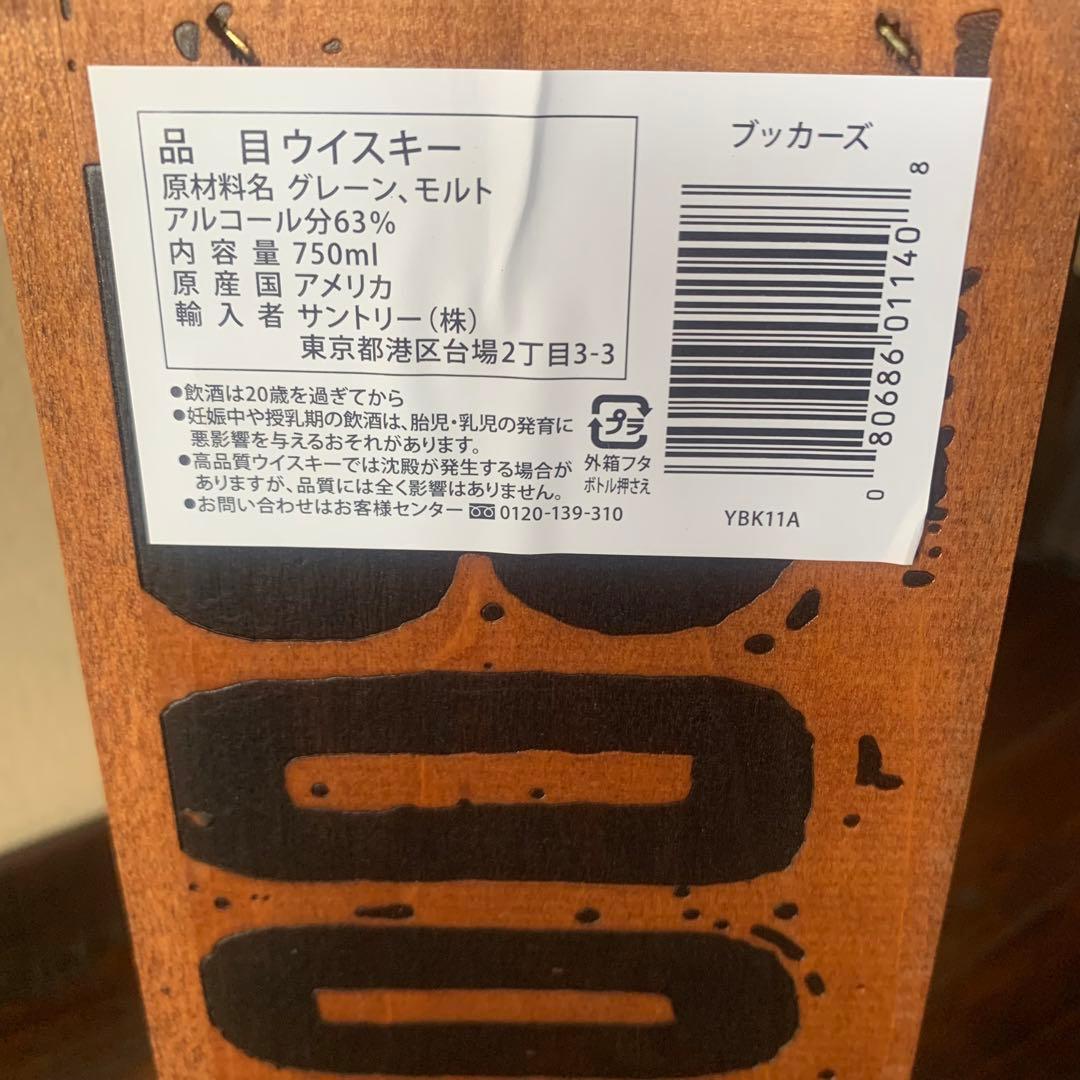 品 目 ウイスキー
原材料名 グレーン、モルト
アルコール分63%
内容量 750ml
原産国 アメリカ
輸入者 サントリー(株)
東京都港区台場2丁目3-3
●飲酒は20歳を過ぎてから
●妊娠中や授乳期の飲酒は、胎児・乳児の発育に
悪影響を与えるおそれがあります。
●高品質ウイスキーでは沈殿が発生する場合が
ありますが、品質には全く影響はありません。
●お問い合わせはお客様センター 0120-139-310
プラ
外箱フタ
ボトル押さえ
ブッカーズ
0 80686 01140 8
YBK11A